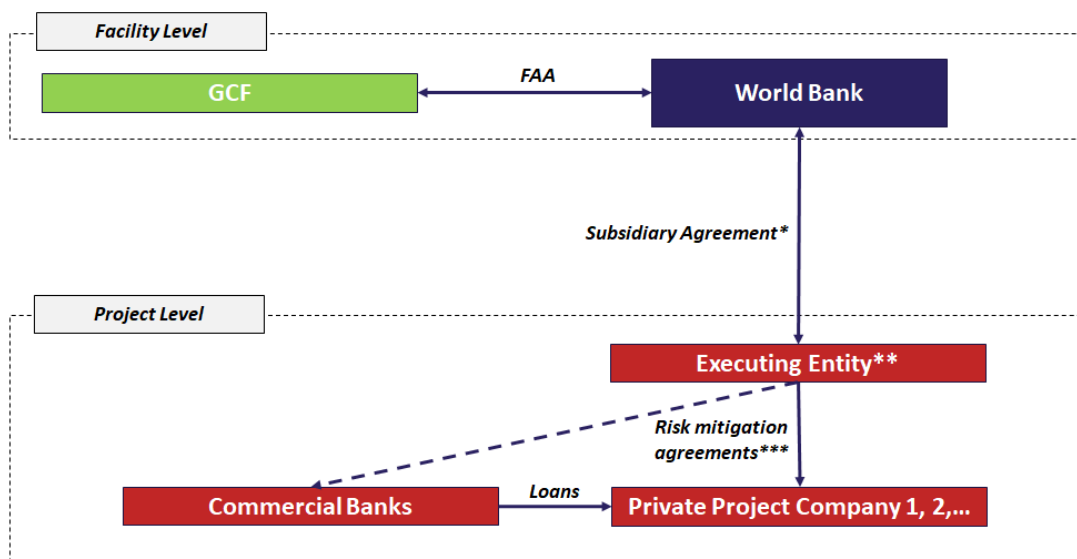 Facility Level
GCF
FAA
World Bank
Subsidiary Agreement*
Project Level
Executing Entity**
Risk mitigation
agreements***
Commercial Banks
Loans
Private Project Company 1, 2,...